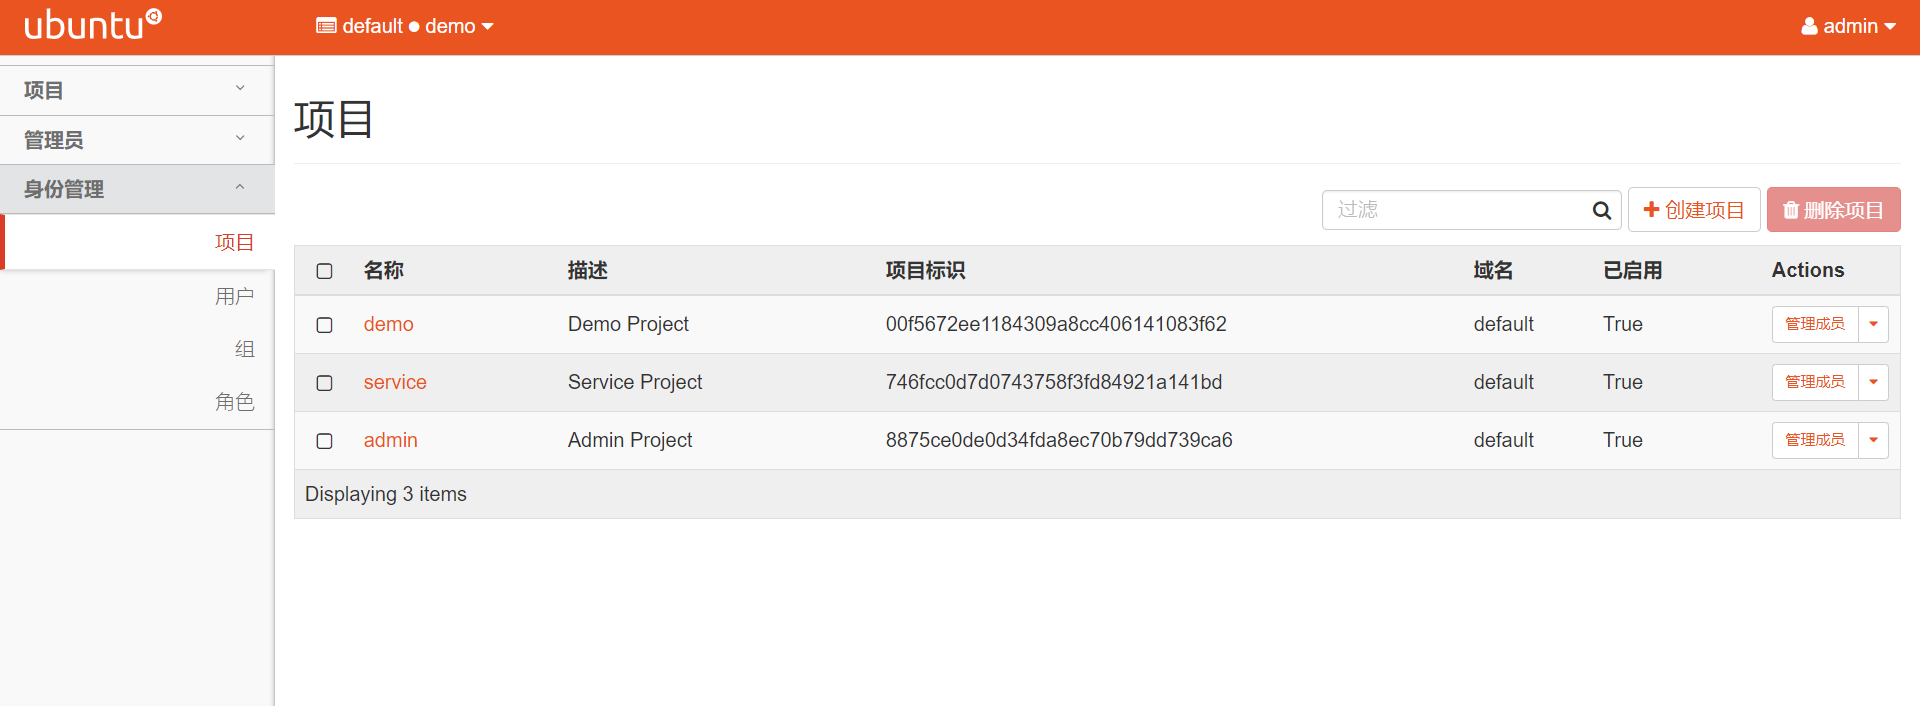 ubuntu
default ● demo
admin
项目
管理员
身份管理
项目
用户
组
角色
项目
过滤
创建项目
删除项目
名称 描述 项目标识 域名 已启用 Actions
demo Demo Project 00f5672ee1184309a8cc406141083f62 default True 管理成员
service Service Project 746fcc0d7d0743758f3fd84921a141bd default True 管理成员
admin Admin Project 8875ce0de0d34fda8ec70b79dd739ca6 default True 管理成员
Displaying 3 items